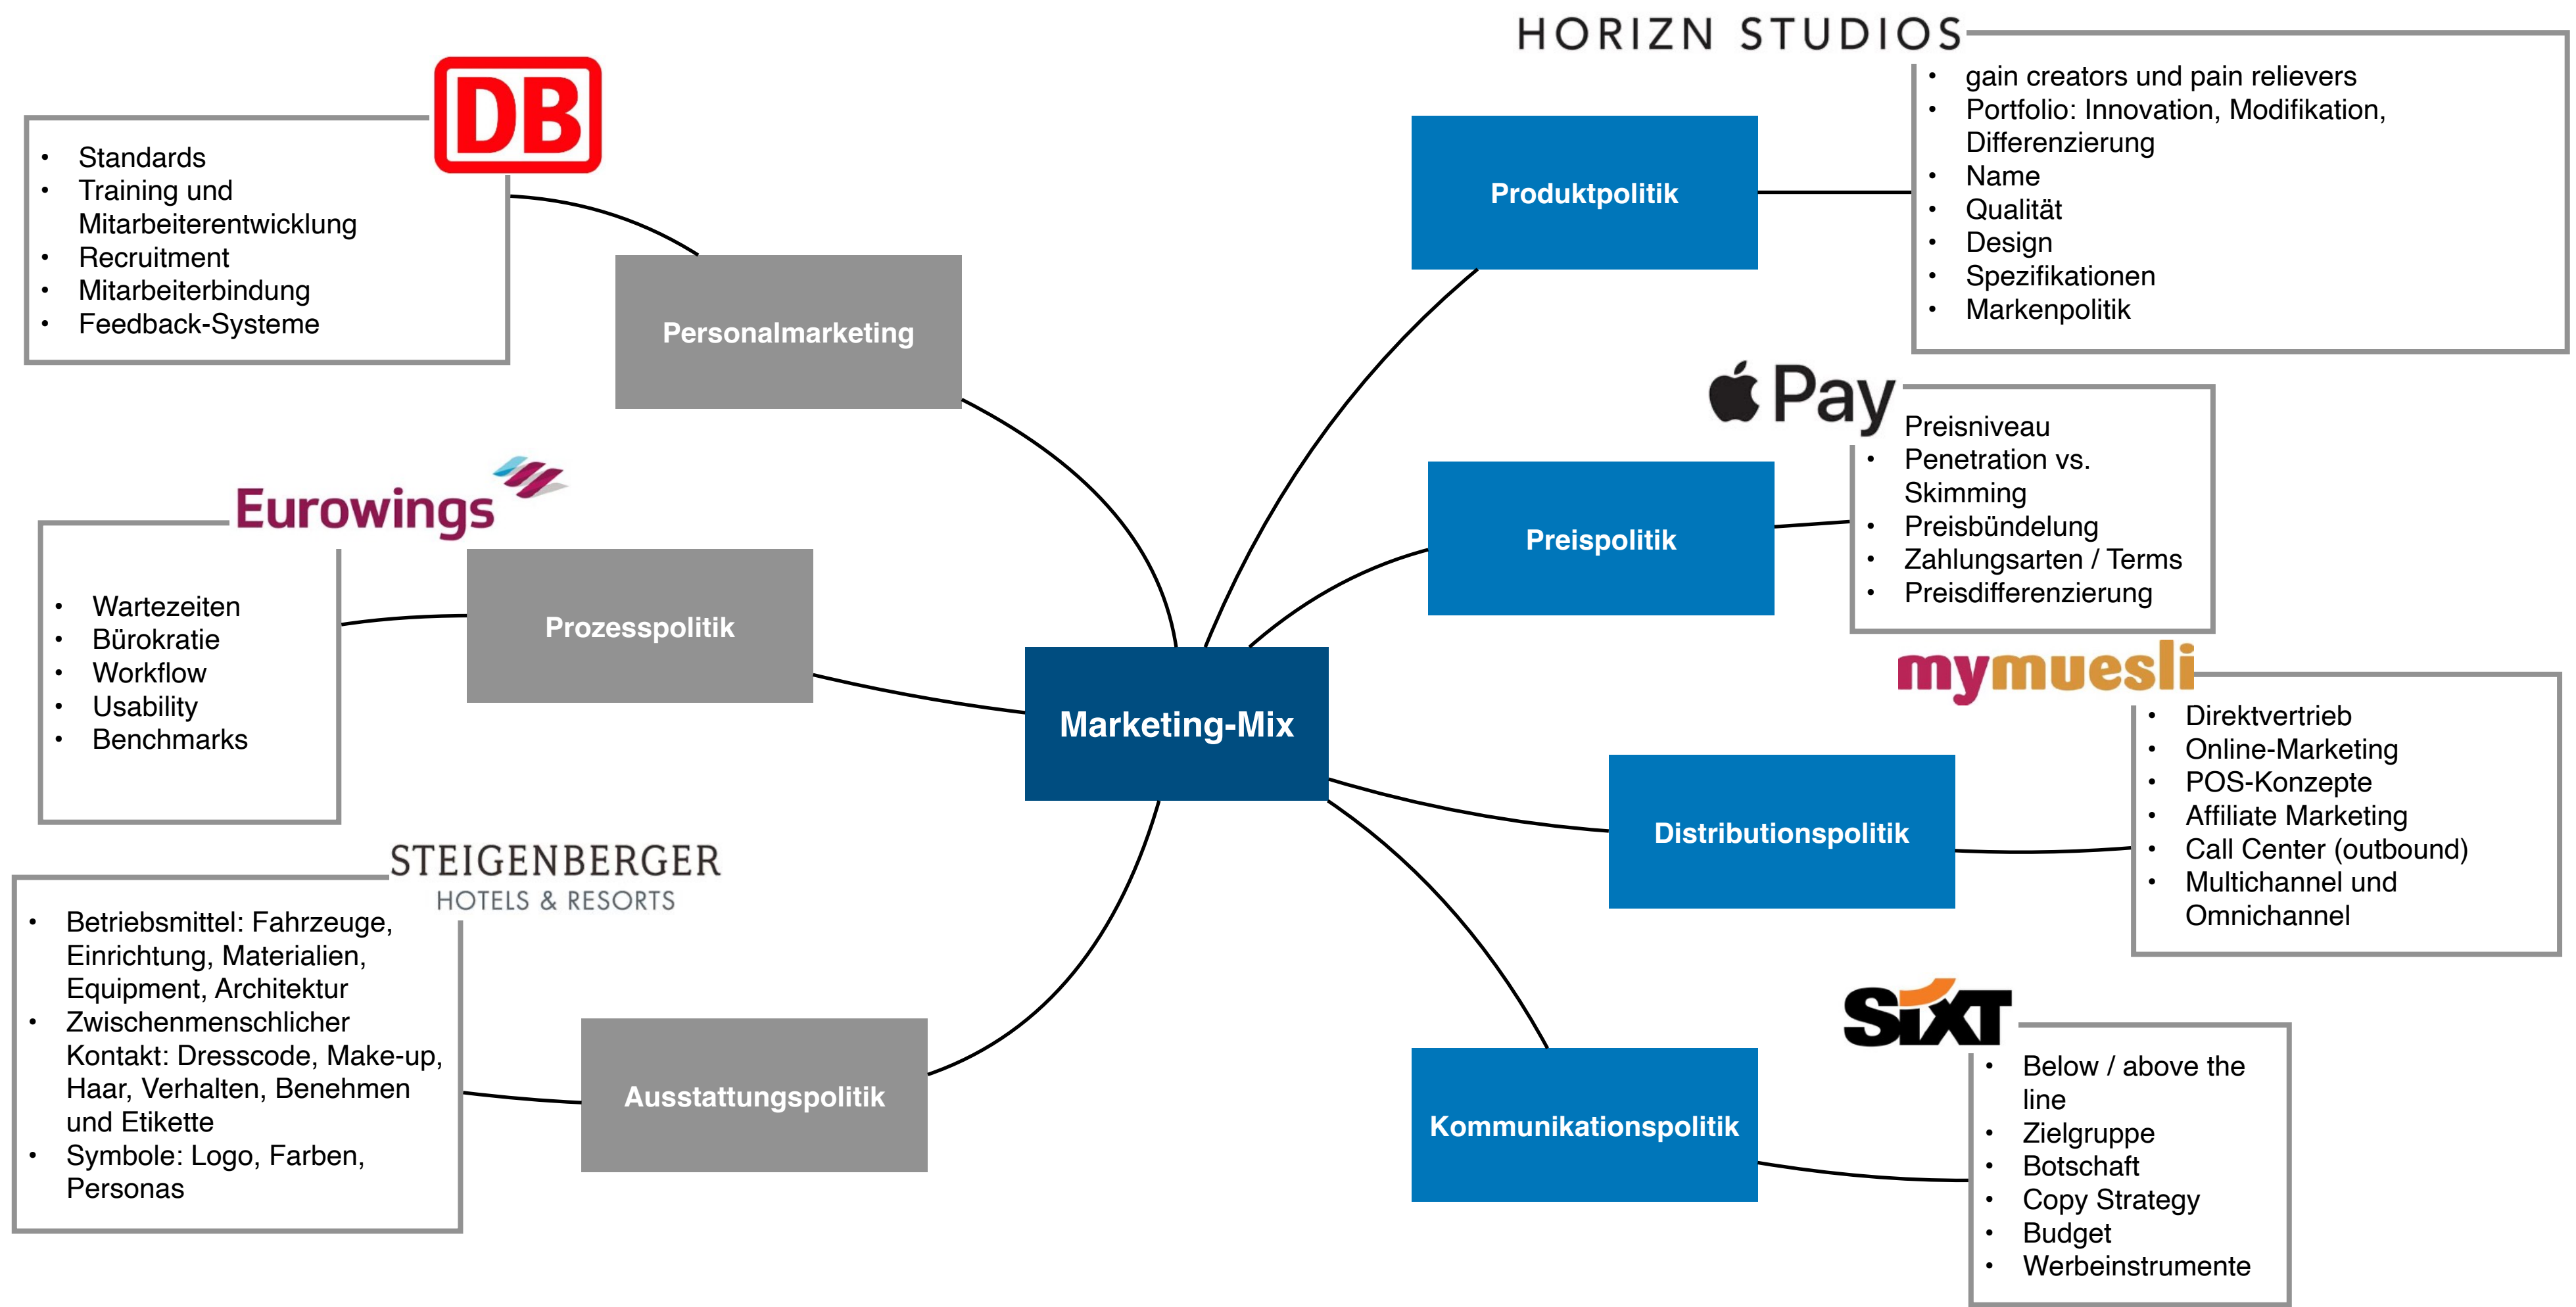 DB
• Standards
• Training und
Mitarbeiterentwicklung
• Recruitment
• Mitarbeiterbindung
• Feedback-Systeme
Personalmarketing
Eurowings
• Wartezeiten
• Bürokratie
• Workflow
• Usability
• Benchmarks
Prozesspolitik
STEIGENBERGER
HOTELS & RESORTS
• Betriebsmittel: Fahrzeuge,
Einrichtung, Materialien,
Equipment, Architektur
• Zwischenmenschlicher
Kontakt: Dresscode, Make-up,
Haar, Verhalten, Benehmen
und Etikette
• Symbole: Logo, Farben,
Personas
Ausstattungspolitik
Marketing-Mix
HORIZN STUDIOS
Produktpolitik
• gain creators und pain relievers
• Portfolio: Innovation, Modifikation,
Differenzierung
• Name
• Qualität
• Design
• Spezifikationen
• Markenpolitik
Pay
Preispolitik
Preisniveau
• Penetration vs.
Skimming
• Preisbündelung
• Zahlungsarten / Terms
• Preisdifferenzierung
mymuesli
Distributionspolitik
• Direktvertrieb
• Online-Marketing
• POS-Konzepte
• Affiliate Marketing
• Call Center (outbound)
• Multichannel und
Omnichannel
SiXT
Kommunikationspolitik
• Below / above the
line
• Zielgruppe
• Botschaft
• Copy Strategy
• Budget
• Werbeinstrumente